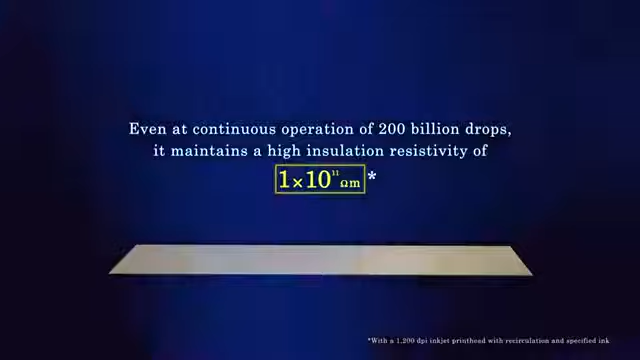 Even at continuous operation of 200 billion drops,
it maintains a high insulation resistivity of
1×10¹¹ Ωm*
*With a 1,200 dpi inkjet printhead with recirculation and specified ink